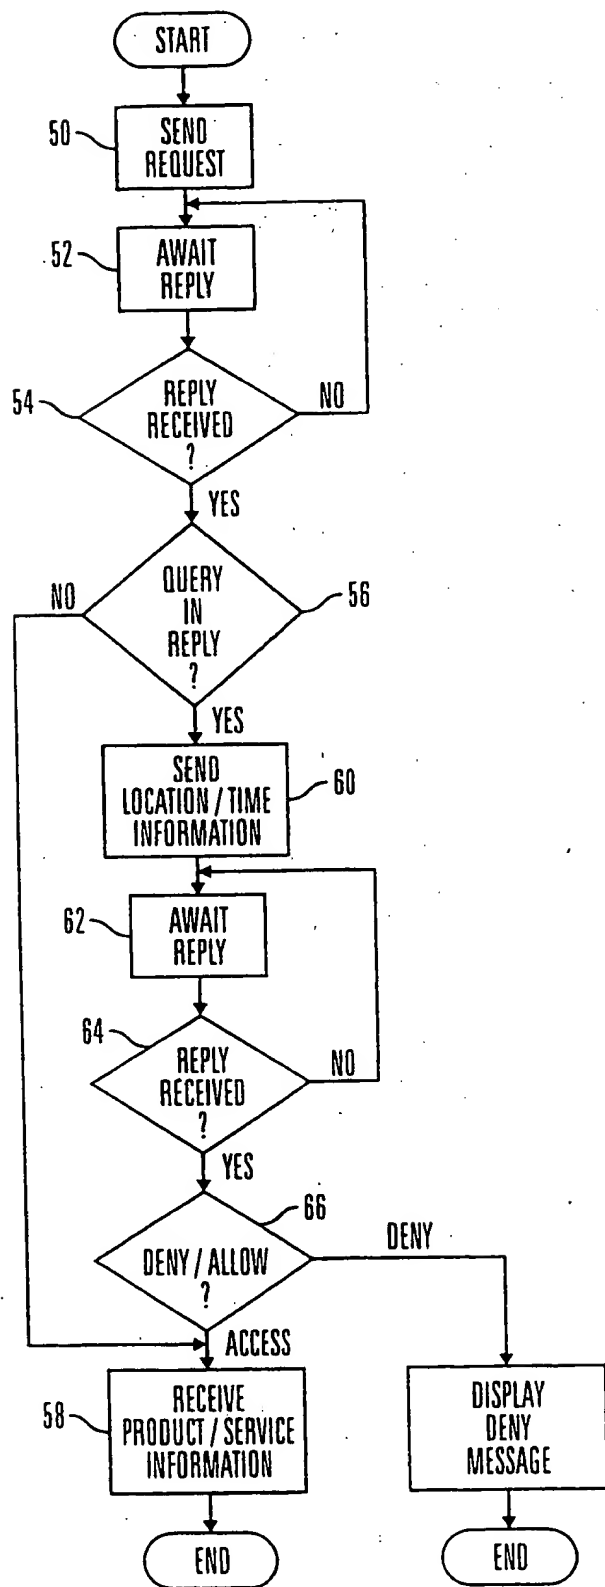 START
50
SEND
REQUEST
52
AWAIT
REPLY
54
REPLY
RECEIVED
?
NO
YES
NO
QUERY
IN
REPLY
?
56
YES
SEND
LOCATION / TIME
INFORMATION
60
62
AWAIT
REPLY
64
REPLY
RECEIVED
?
NO
YES
66
DENY / ALLOW
?
DENY
ACCESS
58
RECEIVE
PRODUCT / SERVICE
INFORMATION
DISPLAY
DENY
MESSAGE
END
END